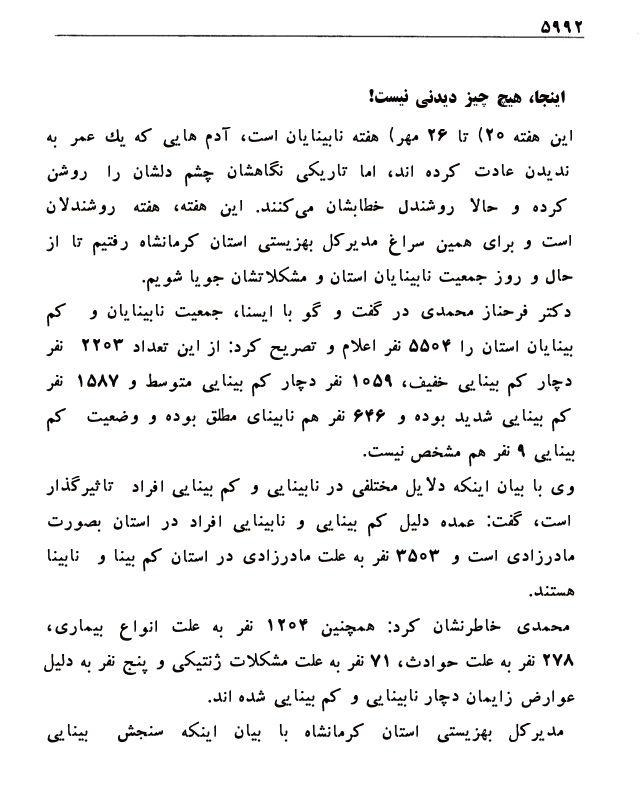 ۵۹۹۲
اینجا، هیچ چیز دیدنی نیست!
این هفته ۲۰) تا ۲۶ مهر) هفته نابینایان است، آدم هایی که یك عمر به
ندیدن عادت کرده اند، اما تاریکی نگاهشان چشم دلشان را روشن
کرده و حالا روشندل خطابشان می‌کنند. این هفته، هفته روشندلان
است و برای همین سراغ مدیرکل بهزیستی استان کرمانشاه رفتیم تا از
حال و روز جمعیت نابینایان استان و مشکلاتشان جویا شویم.
دکتر فرحناز محمدی در گفت و گو با ایسنا، جمعیت نابینایان و کم
بینایان استان را ۵۵۰۴ نفر اعلام و تصریح کرد: از این تعداد ۲۲۰۳ نفر
دچار کم بینایی خفیف، ۱۰۵۹ نفر دچار کم بینایی متوسط و ۱۵۸۷ نفر
کم بینایی شدید بوده و ۶۴۶ نفر هم نابینای مطلق بوده و وضعیت کم
بینایی ۹ نفر هم مشخص نیست.
وی با بیان اینکه دلایل مختلفی در نابینایی و کم بینایی افراد تاثیرگذار
است، گفت: عمده دلیل کم بینایی و نابینایی افراد در استان بصورت
مادرزادی است و ۳۵۰۳ نفر به علت مادرزادی در استان کم بینا و نابینا
هستند.
محمدی خاطرنشان کرد: همچنین ۱۲۰۴ نفر به علت انواع بیماری،
۲۷۸ نفر به علت حوادث، ۷۱ نفر به علت مشکلات ژنتیکی و پنج نفر به دلیل
عوارض زایمان دچار نابینایی و کم بینایی شده اند.
مدیرکل بهزیستی استان کرمانشاه با بیان اینکه سنجش بینایی